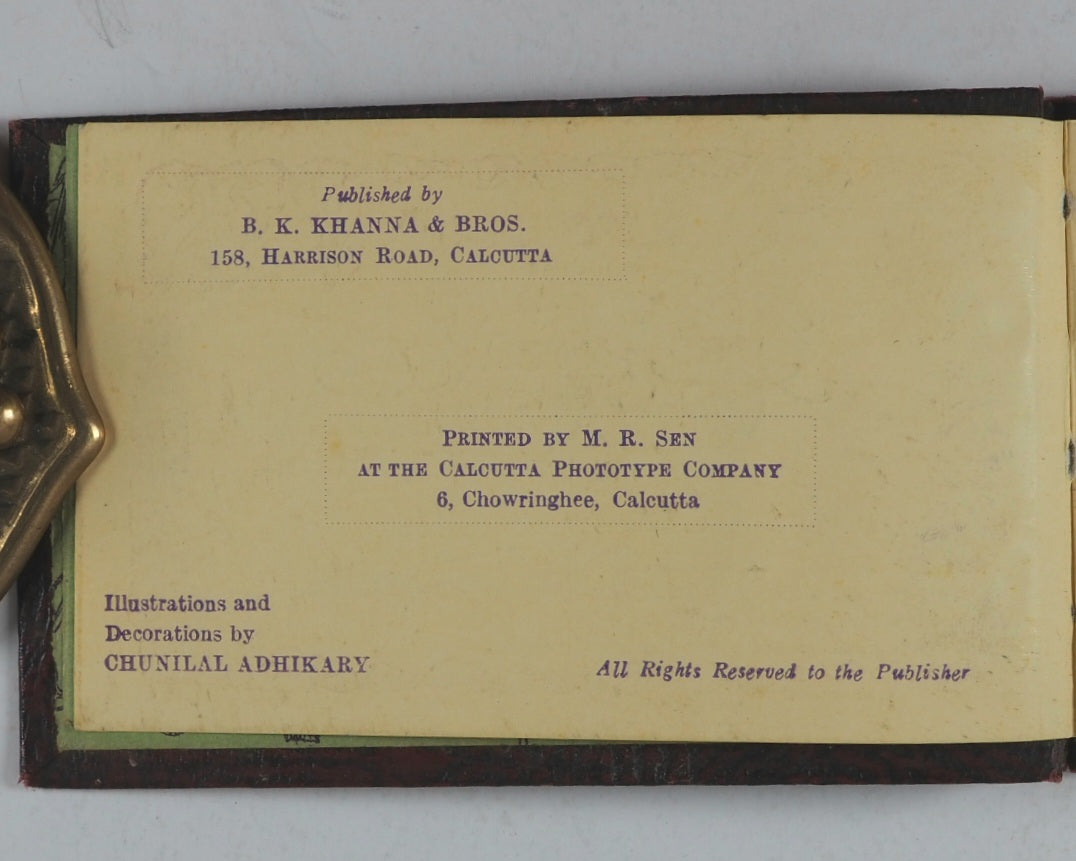 Published by
B. K. KHANNA & BROS.
158, HARRISON ROAD, CALCUTTA
PRINTED BY M. R. SEN
AT THE CALCUTTA PHOTOTYPE COMPANY
6, Chowringhee, Calcutta
Illustrations and
Decorations by
CHUNILAL ADHIKARY
All Rights Reserved to the Publisher